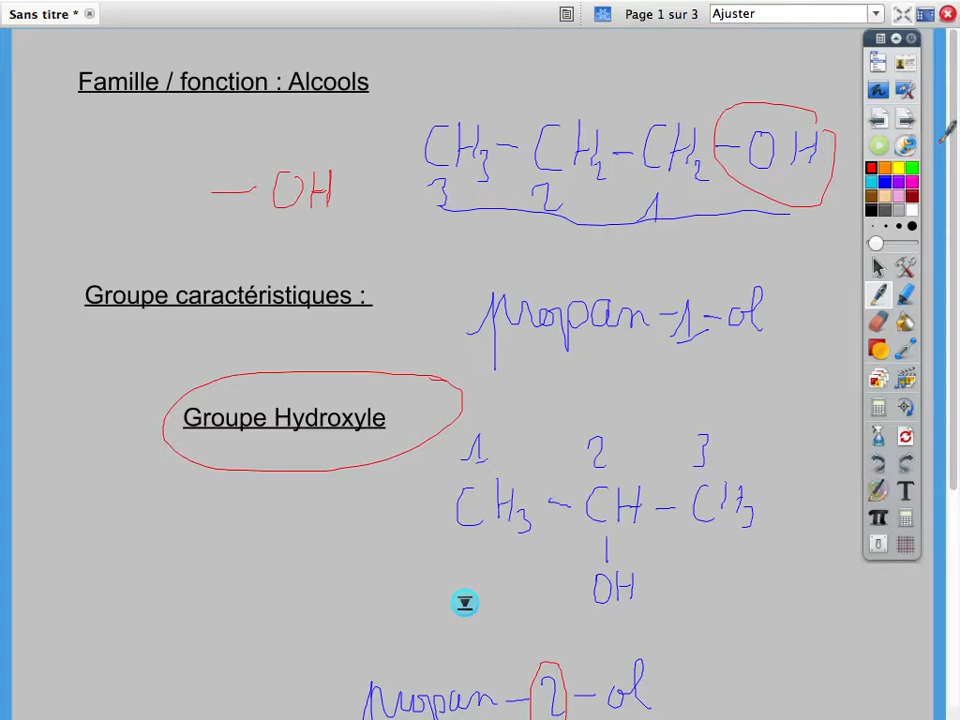 Sans titre *
Page 1 sur 3
Ajuster
Famille / fonction : Alcools
CH3 - CH2 - CH2 - OH
3 2 1
- OH
Groupe caractéristiques :
propan-1-ol
Groupe Hydroxyle
1 2 3
CH3 - CH - CH3
OH
propan-2-ol